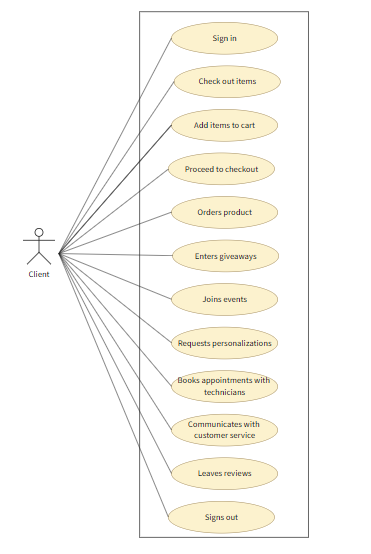 Sign in
Check out items
Add items to cart
Proceed to checkout
Orders product
Enters giveaways
Client
Joins events
Requests personalizations
Books appointments with
technicians
Communicates with
customer service
Leaves reviews
Signs out